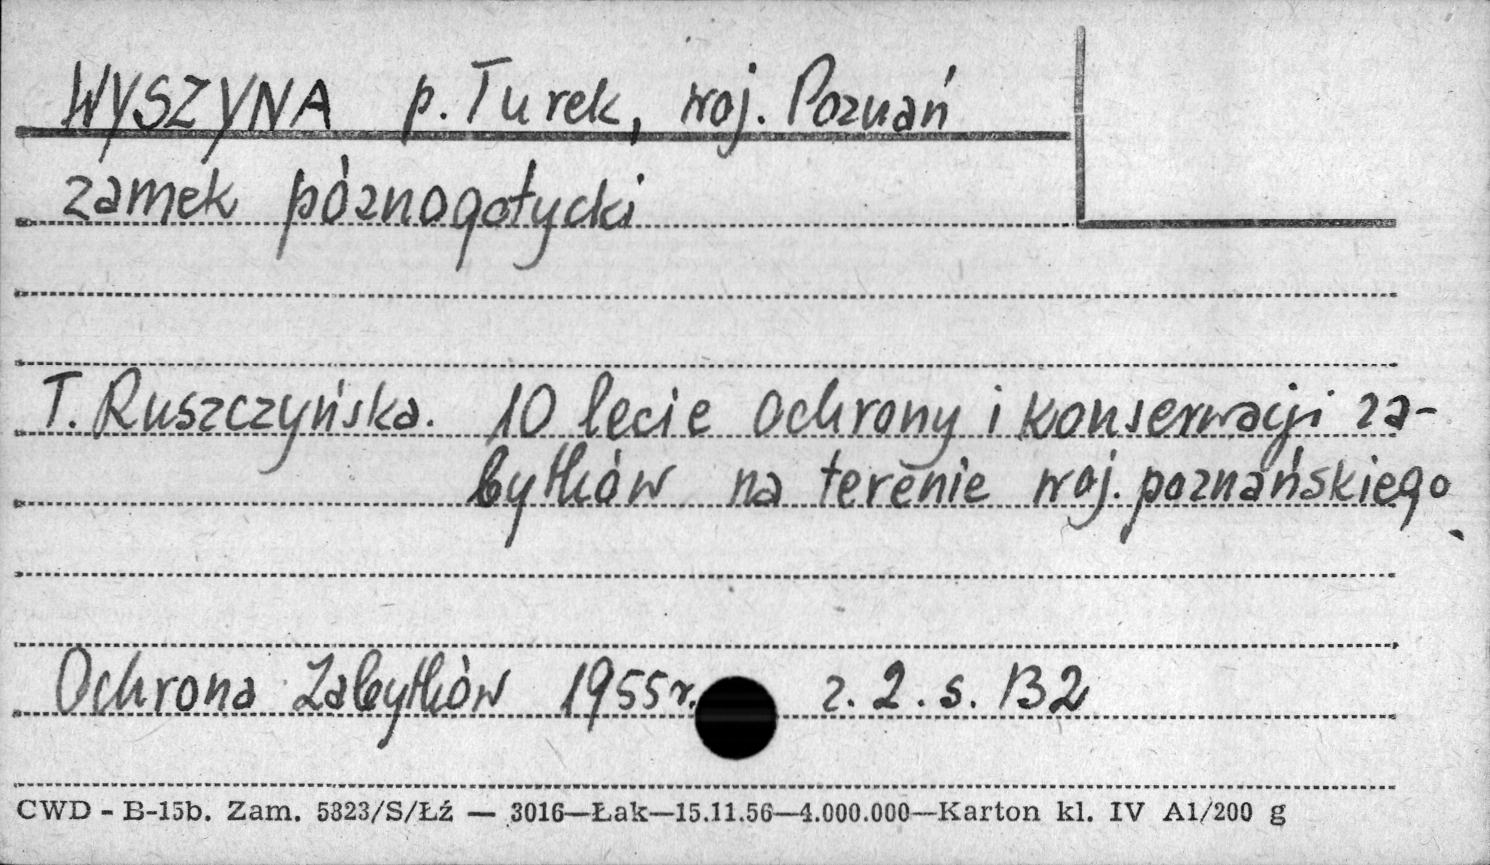 WYSZYNA p. Turek, woj. Poznań
zamek póznogotycki
T. Ruszczyńska. 10 lecie ochrony i konserwacji za-
bytków na terenie woj. poznańskiego.
Ochrona Zabytków 1955 r. z. 2. s. 132
CWD - B-15b. Zam. 5323/S/Łź — 3016—Łak—15.11.56—4.000.000—Karton kl. IV A1/200 g